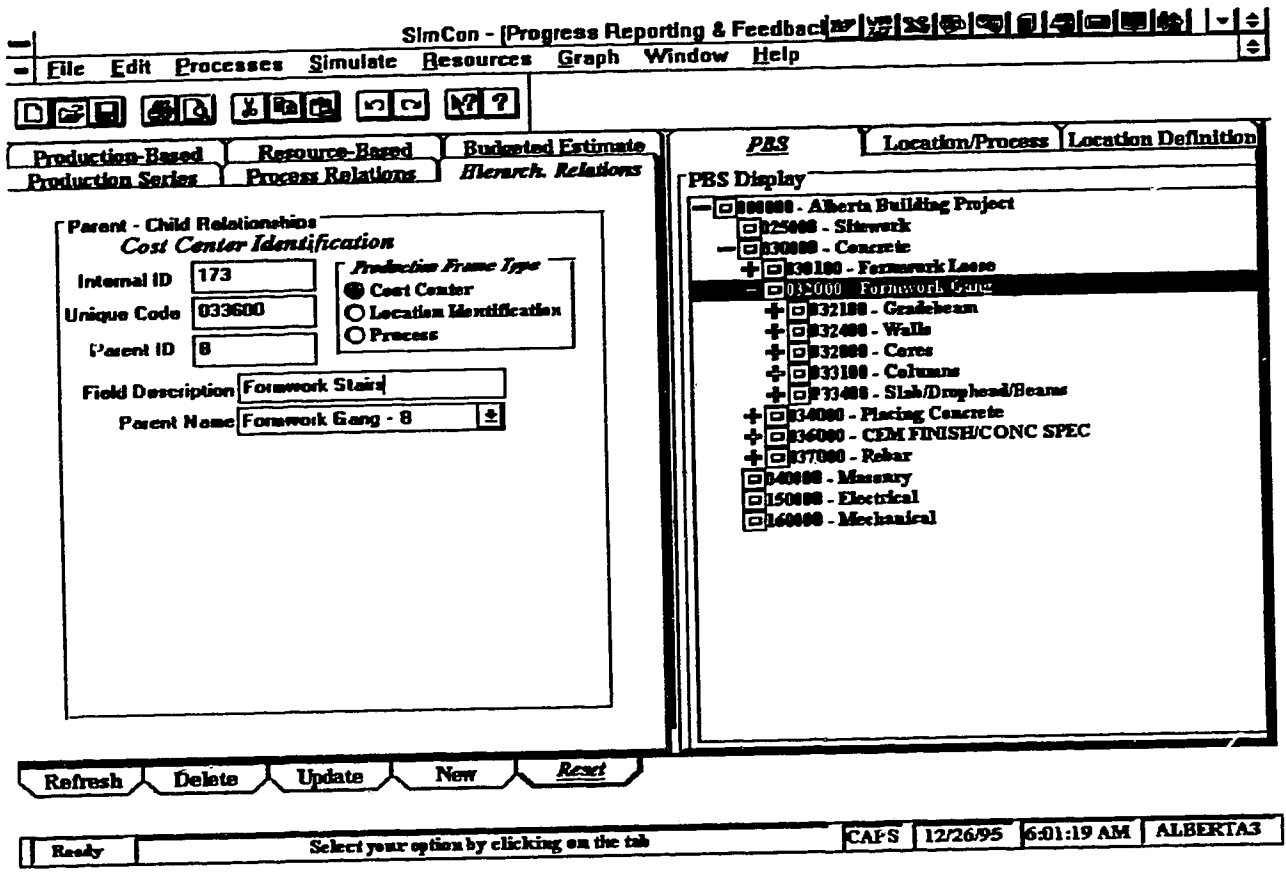 SimCon - [Progress Reporting & Feedbac
File Edit Processes Simulate Resources Graph Window Help
Production-Based Resource-Based Budgeted Estimate
Production Series Process Relations Hierarch. Relations
Parent - Child Relationships
Cost Center Identification
Internal ID 173
Unique Code 033600
Parent ID 8
Production Frame Type
Cost Center
Location Identification
Process
Field Description Formwork Stairs
Parent Name Formwork Gang - 8
PBS Location/Process Location Definition
PBS Display
000000 - Alberta Building Project
025000 - Sitework
030000 - Concrete
030100 - Formwork Loose
032000 - Formwork Gang
032100 - Gradebeam
032400 - Walls
032800 - Cores
033100 - Columns
033400 - Slab/Drophead/Beams
034000 - Placing Concrete
036000 - CEM FINISH/CONC SPEC
037000 - Rebar
040000 - Masonry
150000 - Electrical
160000 - Mechanical
Refresh Delete Update New Reset
Ready Select your option by clicking on the tab CAPS 12/26/95 6:01:19 AM ALBERTA3